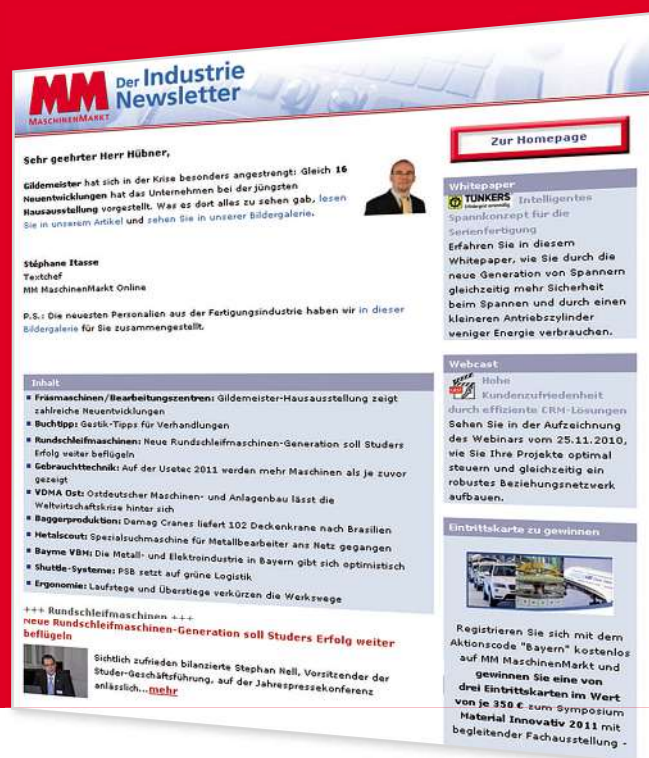 MM
MASCHINENMARKT
Der Industrie
Newsletter
Sehr geehrter Herr Hübner,
Gildemeister hat sich in der Krise besonders angestrengt: Gleich 16
Neuentwicklungen hat das Unternehmen bei der jüngsten
Hausausstellung vorgestellt. Was es dort alles zu sehen gab, lesen
Sie in unserem Artikel und sehen Sie in unserer Bildergalerie.
Stéphane Itasse
Textchef
MM MaschinenMarkt Online
P.S.: Die neuesten Personalien aus der Fertigungsindustrie haben wir in dieser
Bildergalerie für Sie zusammengestellt.
Inhalt
Fräsmaschinen/Bearbeitungszentren: Gildemeister-Hausausstellung zeigt
zahlreiche Neuentwicklungen
Buchtipp: Gestik-Tipps für Verhandlungen
Rundschleifmaschinen: Neue Rundschleifmaschinen-Generation soll Studers
Erfolg weiter beflügeln
Gebrauchttechnik: Auf der Usetec 2011 werden mehr Maschinen als je zuvor
gezeigt
VDMA Ost: Ostdeutscher Maschinen- und Anlagenbau lässt die
Weltwirtschaftskrise hinter sich
Baggerproduktion: Demag Cranes liefert 102 Deckenkrane nach Brasilien
Metalscout: Spezialsuchmaschine für Metallbearbeiter ans Netz gegangen
Bayme VBM: Die Metall- und Elektroindustrie in Bayern gibt sich optimistisch
Shuttle-Systeme: PSB setzt auf grüne Logistik
Ergonomie: Laufstege und Überstiege verkürzen die Werkswege
+++ Rundschleifmaschinen +++
Neue Rundschleifmaschinen-Generation soll Studers Erfolg weiter
beflügeln
Sichtlich zufrieden bilanzierte Stephan Nell, Vorsitzender der
Studer-Geschäftsführung, auf der Jahrespressekonferenz
anlässlich...mehr
Zur Homepage
Whitepaper
TÜNKERS Intelligentes
Spannkonzept für die
Serienfertigung
Erfahren Sie in diesem
Whitepaper, wie Sie durch die
neue Generation von Spannern
gleichzeitig mehr Sicherheit
beim Spannen und durch einen
kleineren Antriebszylinder
weniger Energie verbrauchen.
Webcast
Hohe
Kundenzufriedenheit
durch effiziente CRM-Lösungen
Sehen Sie in der Aufzeichnung
des Webinars vom 25.11.2010,
wie Sie Ihre Projekte optimal
steuern und gleichzeitig ein
robustes Beziehungsnetzwerk
aufbauen.
Eintrittskarte zu gewinnen
Registrieren Sie sich mit dem
Aktionscode "Bayern" kostenlos
auf MM MaschinenMarkt und
gewinnen Sie eine von
drei Eintrittskarten im Wert
von je 350 € zum Symposium
Material Innovativ 2011 mit
begleitender Fachausstellung -